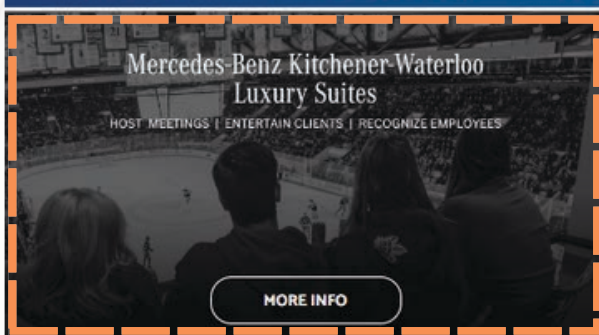 Mercedes-Benz Kitchener-Waterloo
Luxury Suites
HOST MEETINGS | ENTERTAIN CLIENTS | RECOGNIZE EMPLOYEES
MORE INFO